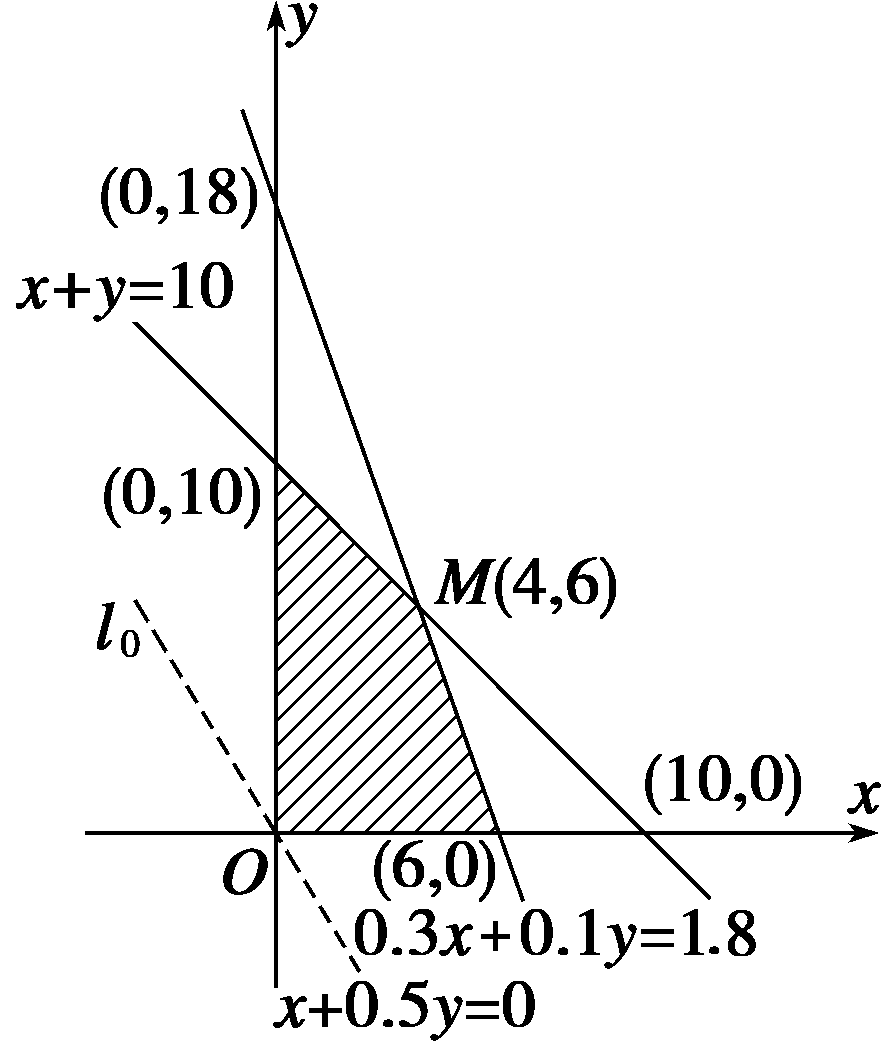 y
(0,18)
x+y=10
(0,10)
M(4,6)
l₀
(10,0)
x
O
(6,0)
0.3x+0.1y=1.8
x+0.5y=0